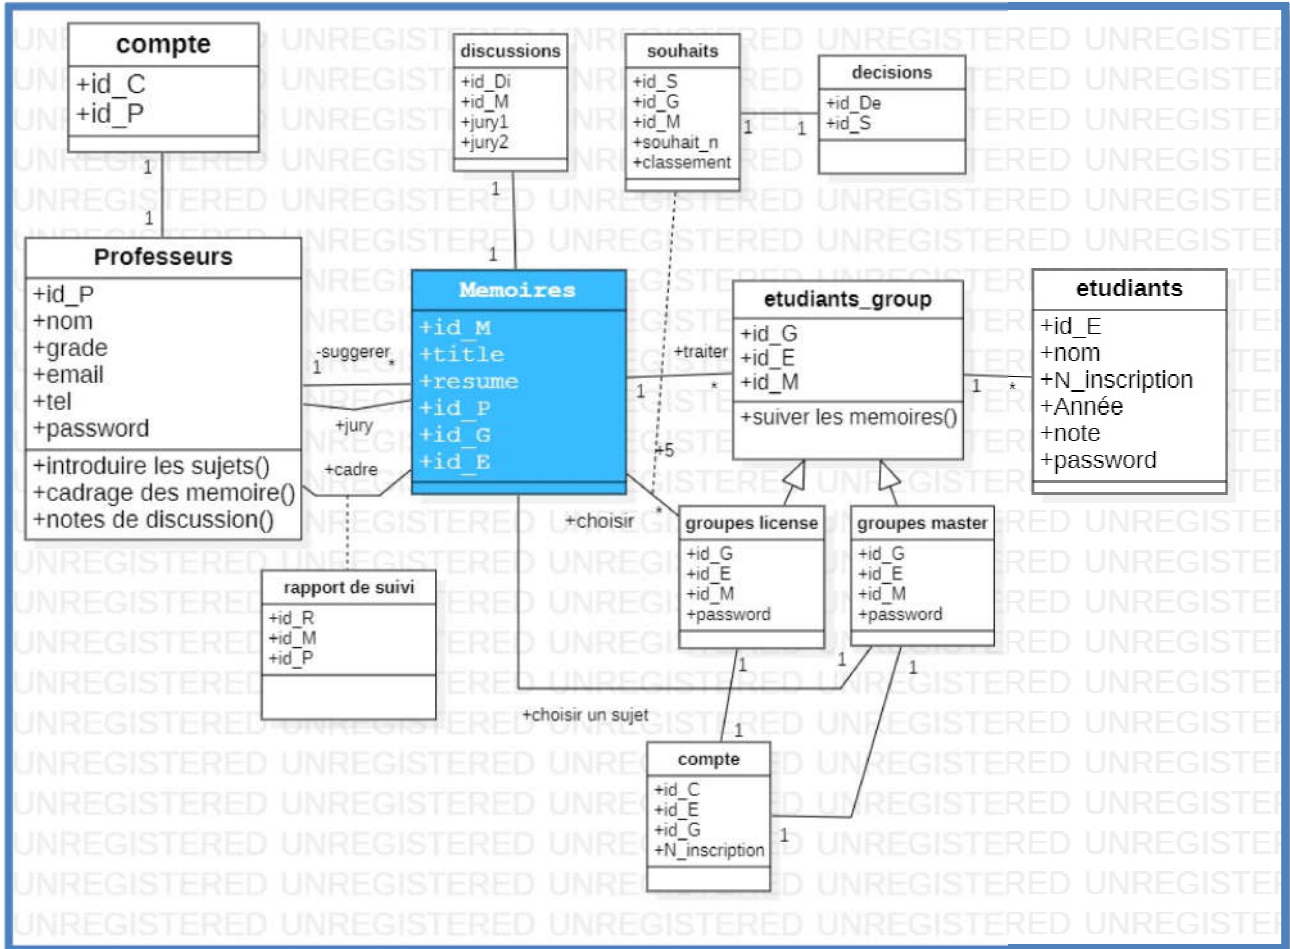 compte
+id_C
+id_P
1
1
discussions
+id_Di
+id_M
+jury1
+jury2
1
1
souhaits
+id_S
+id_G
+id_M
+souhait_n
+classement
1
1
decisions
+id_De
+id_S
Professeurs
+id_P
+nom
+grade
+email
+tel
+password
+introduire les sujets()
+cadrage des memoire()
+notes de discussion()
-suggerer
1
*
+jury
+cadre
Memoires
+id_M
+title
+resume
+id_P
+id_G
+id_E
+traiter
1
*
etudiants_group
+id_G
+id_E
+id_M
+suiver les memoires()
1
*
etudiants
+id_E
+nom
+N_inscription
+Année
+note
+password
+5
+choisir
*
groupes license
+id_G
+id_E
+id_M
+password
groupes master
+id_G
+id_E
+id_M
+password
rapport de suivi
+id_R
+id_M
+id_P
1
1
1
+choisir un sujet
1
compte
+id_C
+id_E
+id_G
+N_inscription
1
UNREGISTERED UNREGISTERED UNREGISTERED UNREGISTERED